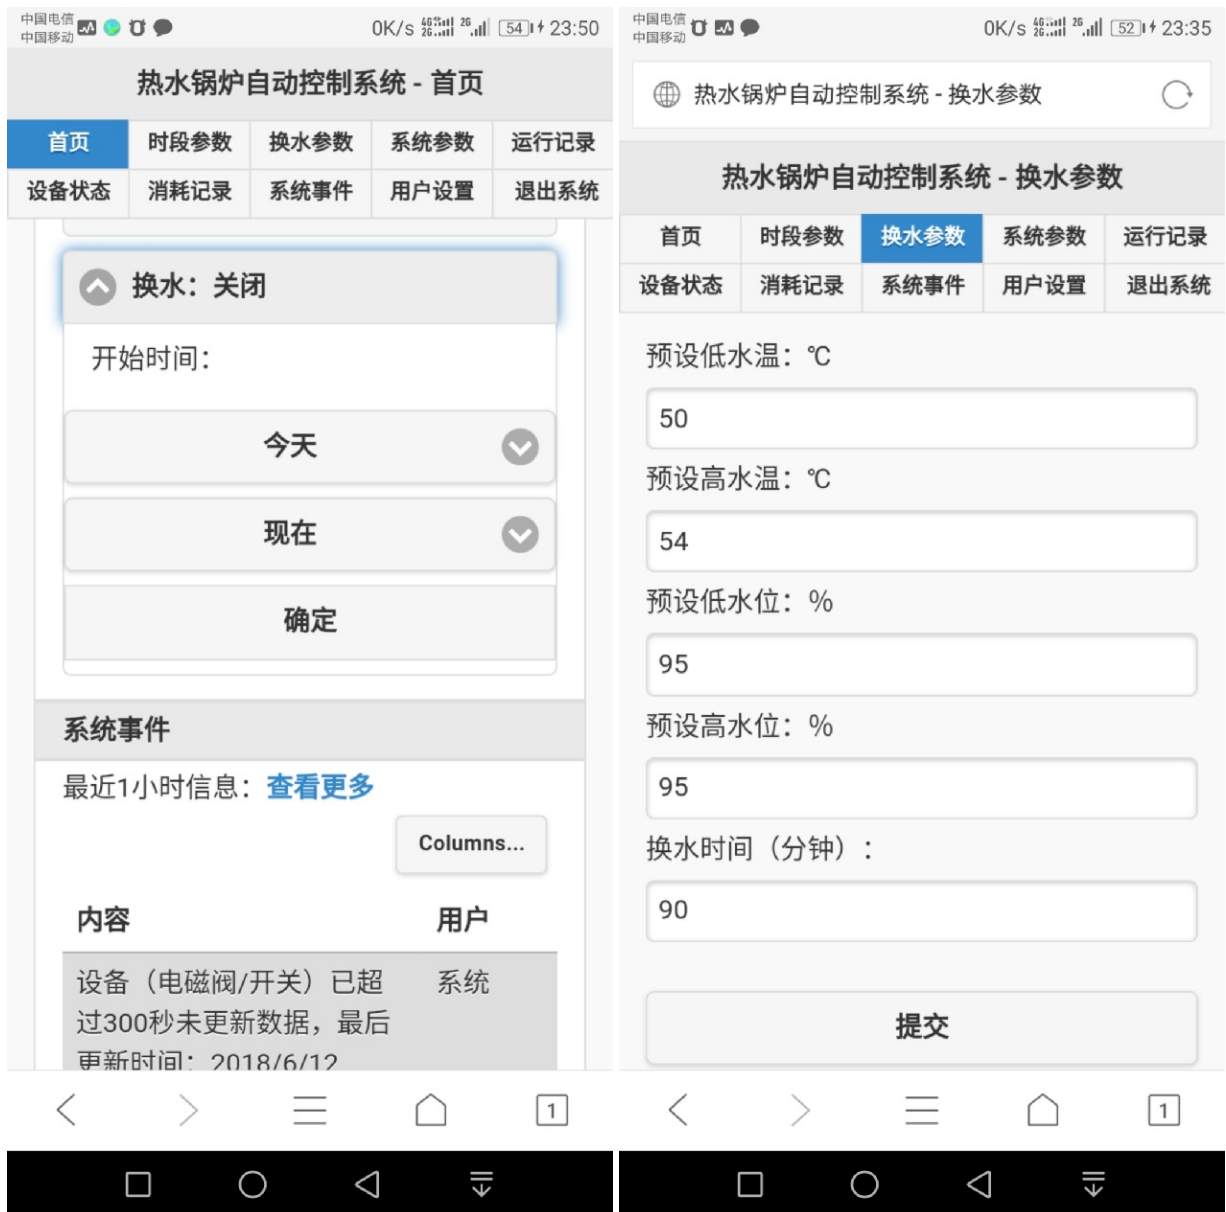 中国电信
中国移动
0K/s 4G 2G 2G 54 23:50
热水锅炉自动控制系统 - 首页
首页 时段参数 换水参数 系统参数 运行记录
设备状态 消耗记录 系统事件 用户设置 退出系统
换水：关闭
开始时间：
今天
现在
确定
系统事件
最近1小时信息：查看更多
Columns...
内容 用户
设备（电磁阀/开关）已超 系统
过300秒未更新数据，最后
更新时间：2018/6/12
1
中国电信
中国移动
0K/s 4G 2G 2G 52 23:35
热水锅炉自动控制系统 - 换水参数
热水锅炉自动控制系统 - 换水参数
首页 时段参数 换水参数 系统参数 运行记录
设备状态 消耗记录 系统事件 用户设置 退出系统
预设低水温：℃
50
预设高水温：℃
54
预设低水位：%
95
预设高水位：%
95
换水时间（分钟）：
90
提交
1